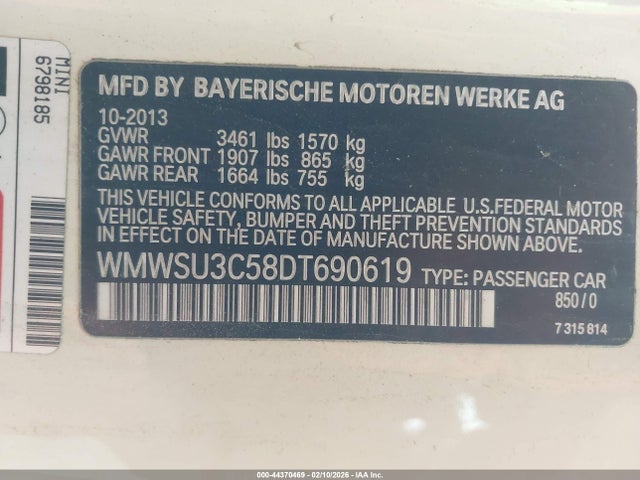 MFD BY BAYERISCHE MOTOREN WERKE AG
10-2013
GVWR 3461 lbs 1570 kg
GAWR FRONT 1907 lbs 865 kg
GAWR REAR 1664 lbs 755 kg
THIS VEHICLE CONFORMS TO ALL APPLICABLE U.S.FEDERAL MOTOR
VEHICLE SAFETY, BUMPER AND THEFT PREVENTION STANDARDS
IN EFFECT ON THE DATE OF MANUFACTURE SHOWN ABOVE.
WMWSU3C58DT690619 TYPE: PASSENGER CAR
850/0
7 315 814
MINI
6798185
000-44370469 - 02/10/2026 - IAA Inc.